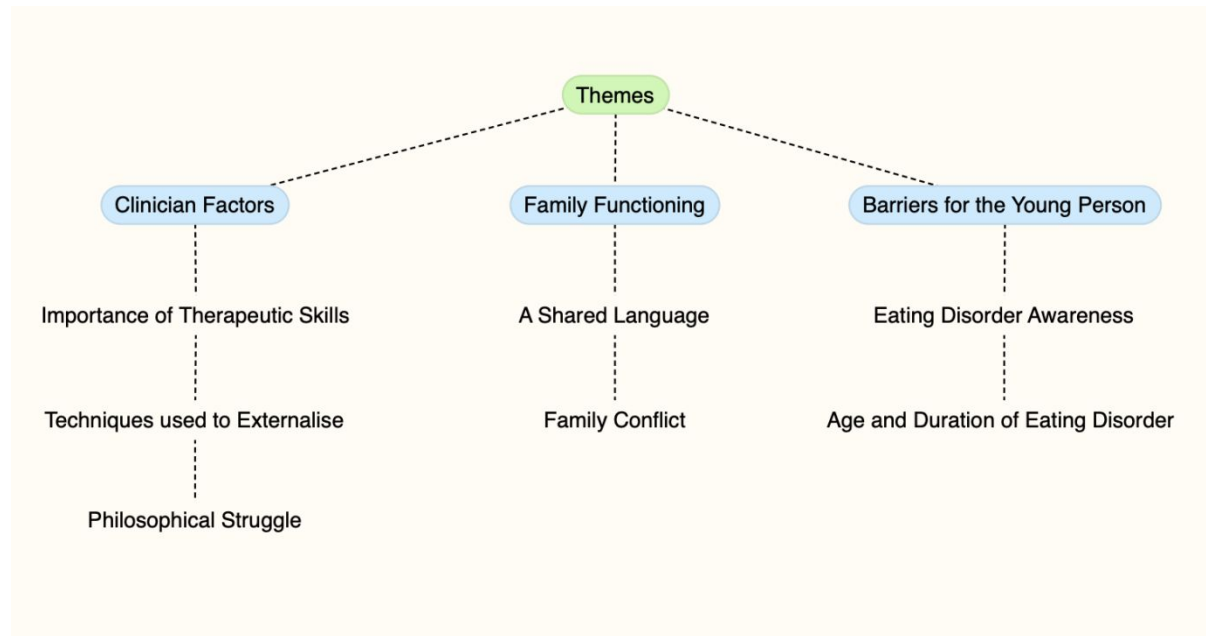 Themes
Clinician Factors
Family Functioning
Barriers for the Young Person
Importance of Therapeutic Skills
A Shared Language
Eating Disorder Awareness
Techniques used to Externalise
Family Conflict
Age and Duration of Eating Disorder
Philosophical Struggle